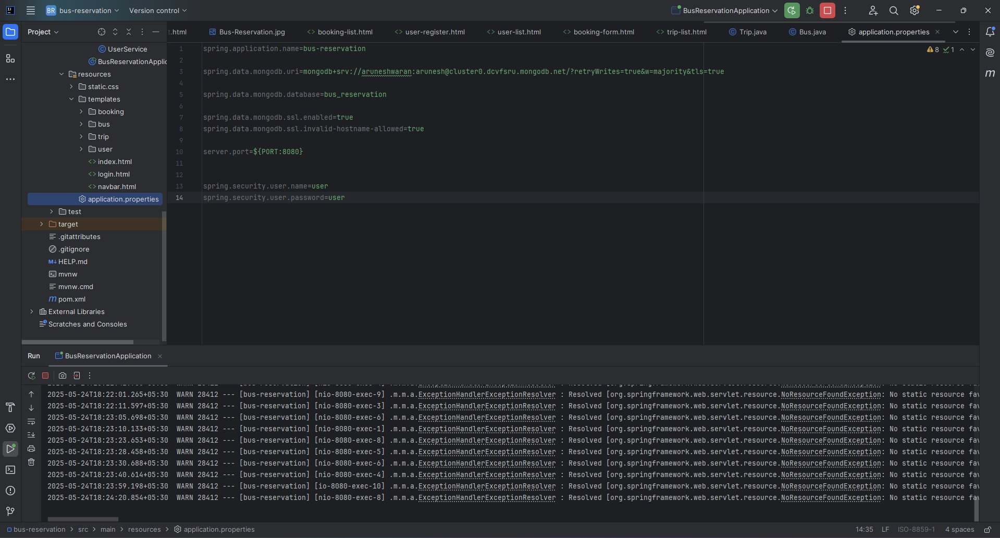 BR bus-reservation Version control BusReservationApplication
Project
t.html Bus-Reservation.jpg booking-list.html user-register.html user-list.html booking-form.html trip-list.html Trip.java Bus.java application.properties
UserService
BusReservationApplic
resources
static.css
templates
booking
bus
trip
user
index.html
login.html
navbar.html
application.properties
test
target
.gitattributes
.gitignore
HELP.md
mvnw
mvnw.cmd
pom.xml
External Libraries
Scratches and Consoles
8 1
1 spring.application.name=bus-reservation
2
3 spring.data.mongodb.uri=mongodb+srv://aruneshwaran:arunesh@cluster0.dcvfsru.mongodb.net/?retryWrites=true&w=majority&tls=true
4
5 spring.data.mongodb.database=bus_reservation
6
7 spring.data.mongodb.ssl.enabled=true
8 spring.data.mongodb.ssl.invalid-hostname-allowed=true
9
10 server.port=${PORT:8080}
11
12
13 spring.security.user.name=user
14 spring.security.user.password=user
Run BusReservationApplication
2025-05-24T18:22:01.265+05:30 WARN 28412 --- [bus-reservation] [nio-8080-exec-9] .m.m.a.ExceptionHandlerExceptionResolver : Resolved [org.springframework.web.servlet.resource.NoResourceFoundException: No static resource fav
2025-05-24T18:22:11.597+05:30 WARN 28412 --- [bus-reservation] [nio-8080-exec-3] .m.m.a.ExceptionHandlerExceptionResolver : Resolved [org.springframework.web.servlet.resource.NoResourceFoundException: No static resource fav
2025-05-24T18:23:05.698+05:30 WARN 28412 --- [bus-reservation] [nio-8080-exec-6] .m.m.a.ExceptionHandlerExceptionResolver : Resolved [org.springframework.web.servlet.resource.NoResourceFoundException: No static resource fav
2025-05-24T18:23:10.133+05:30 WARN 28412 --- [bus-reservation] [nio-8080-exec-1] .m.m.a.ExceptionHandlerExceptionResolver : Resolved [org.springframework.web.servlet.resource.NoResourceFoundException: No static resource fav
2025-05-24T18:23:23.653+05:30 WARN 28412 --- [bus-reservation] [nio-8080-exec-8] .m.m.a.ExceptionHandlerExceptionResolver : Resolved [org.springframework.web.servlet.resource.NoResourceFoundException: No static resource fav
2025-05-24T18:23:28.458+05:30 WARN 28412 --- [bus-reservation] [nio-8080-exec-5] .m.m.a.ExceptionHandlerExceptionResolver : Resolved [org.springframework.web.servlet.resource.NoResourceFoundException: No static resource fav
2025-05-24T18:23:30.688+05:30 WARN 28412 --- [bus-reservation] [nio-8080-exec-6] .m.m.a.ExceptionHandlerExceptionResolver : Resolved [org.springframework.web.servlet.resource.NoResourceFoundException: No static resource fav
2025-05-24T18:23:40.614+05:30 WARN 28412 --- [bus-reservation] [nio-8080-exec-4] .m.m.a.ExceptionHandlerExceptionResolver : Resolved [org.springframework.web.servlet.resource.NoResourceFoundException: No static resource fav
2025-05-24T18:23:59.198+05:30 WARN 28412 --- [bus-reservation] [io-8080-exec-10] .m.m.a.ExceptionHandlerExceptionResolver : Resolved [org.springframework.web.servlet.resource.NoResourceFoundException: No static resource fav
2025-05-24T18:24:20.854+05:30 WARN 28412 --- [bus-reservation] [nio-8080-exec-8] .m.m.a.ExceptionHandlerExceptionResolver : Resolved [org.springframework.web.servlet.resource.NoResourceFoundException: No static resource fav
bus-reservation > src > main > resources > application.properties 14:35 LF ISO-8859-1 4 spaces